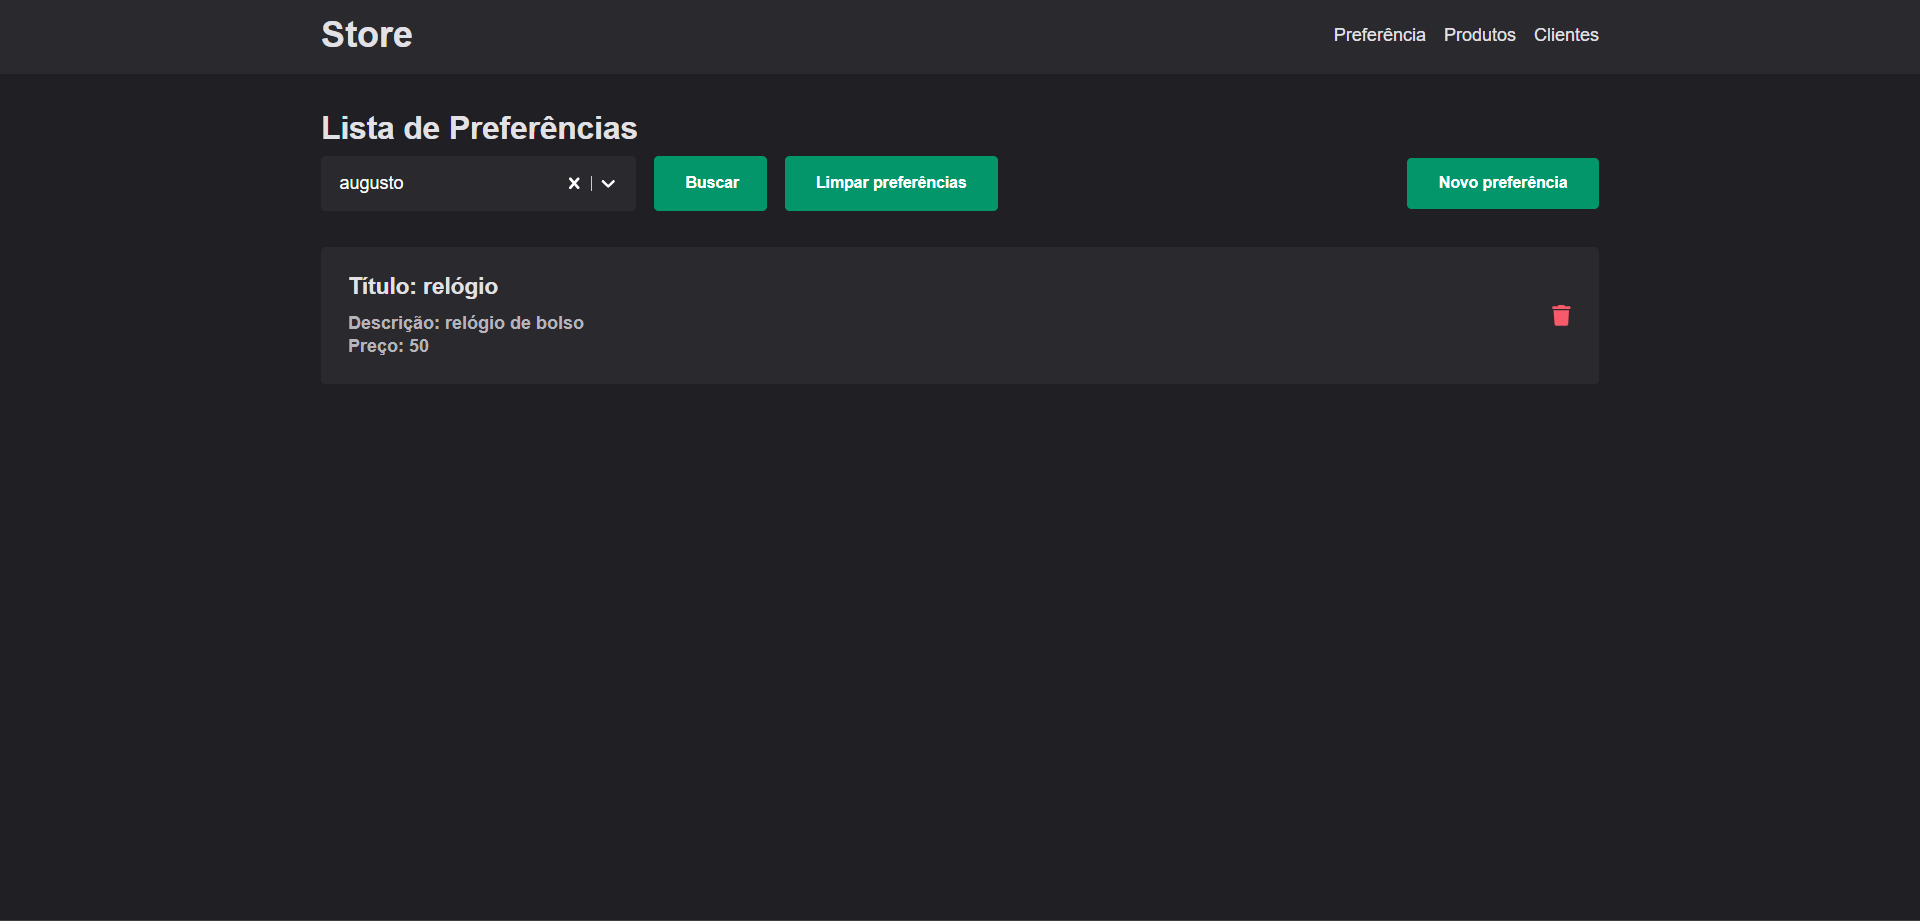 Store
Preferência Produtos Clientes
Lista de Preferências
augusto
Buscar
Limpar preferências
Novo preferência
Título: relógio
Descrição: relógio de bolso
Preço: 50